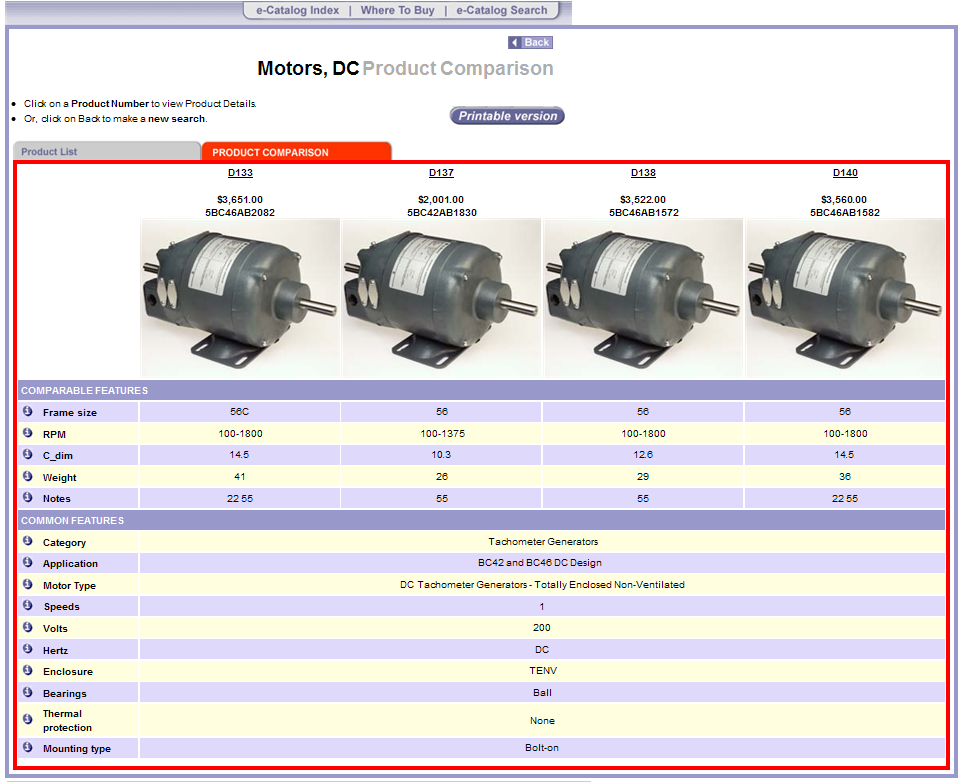 e-Catalog Index | Where To Buy | e-Catalog Search
Back
Motors, DC Product Comparison
Click on a Product Number to view Product Details.
Or, click on Back to make a new search.
Printable version
Product List PRODUCT COMPARISON
D133 D137 D138 D140
$3,651.00 $2,001.00 $3,522.00 $3,560.00
5BC46AB2082 5BC42AB1830 5BC46AB1572 5BC46AB1582
COMPARABLE FEATURES
Frame size 56C 56 56 56
RPM 100-1800 100-1375 100-1800 100-1800
C_dim 14.5 10.3 12.6 14.5
Weight 41 26 29 36
Notes 22 55 55 55 22 55
COMMON FEATURES
Category Tachometer Generators
Application BC42 and BC46 DC Design
Motor Type DC Tachometer Generators - Totally Enclosed Non-Ventilated
Speeds 1
Volts 200
Hertz DC
Enclosure TENV
Bearings Ball
Thermal
protection None
Mounting type Bolt-on